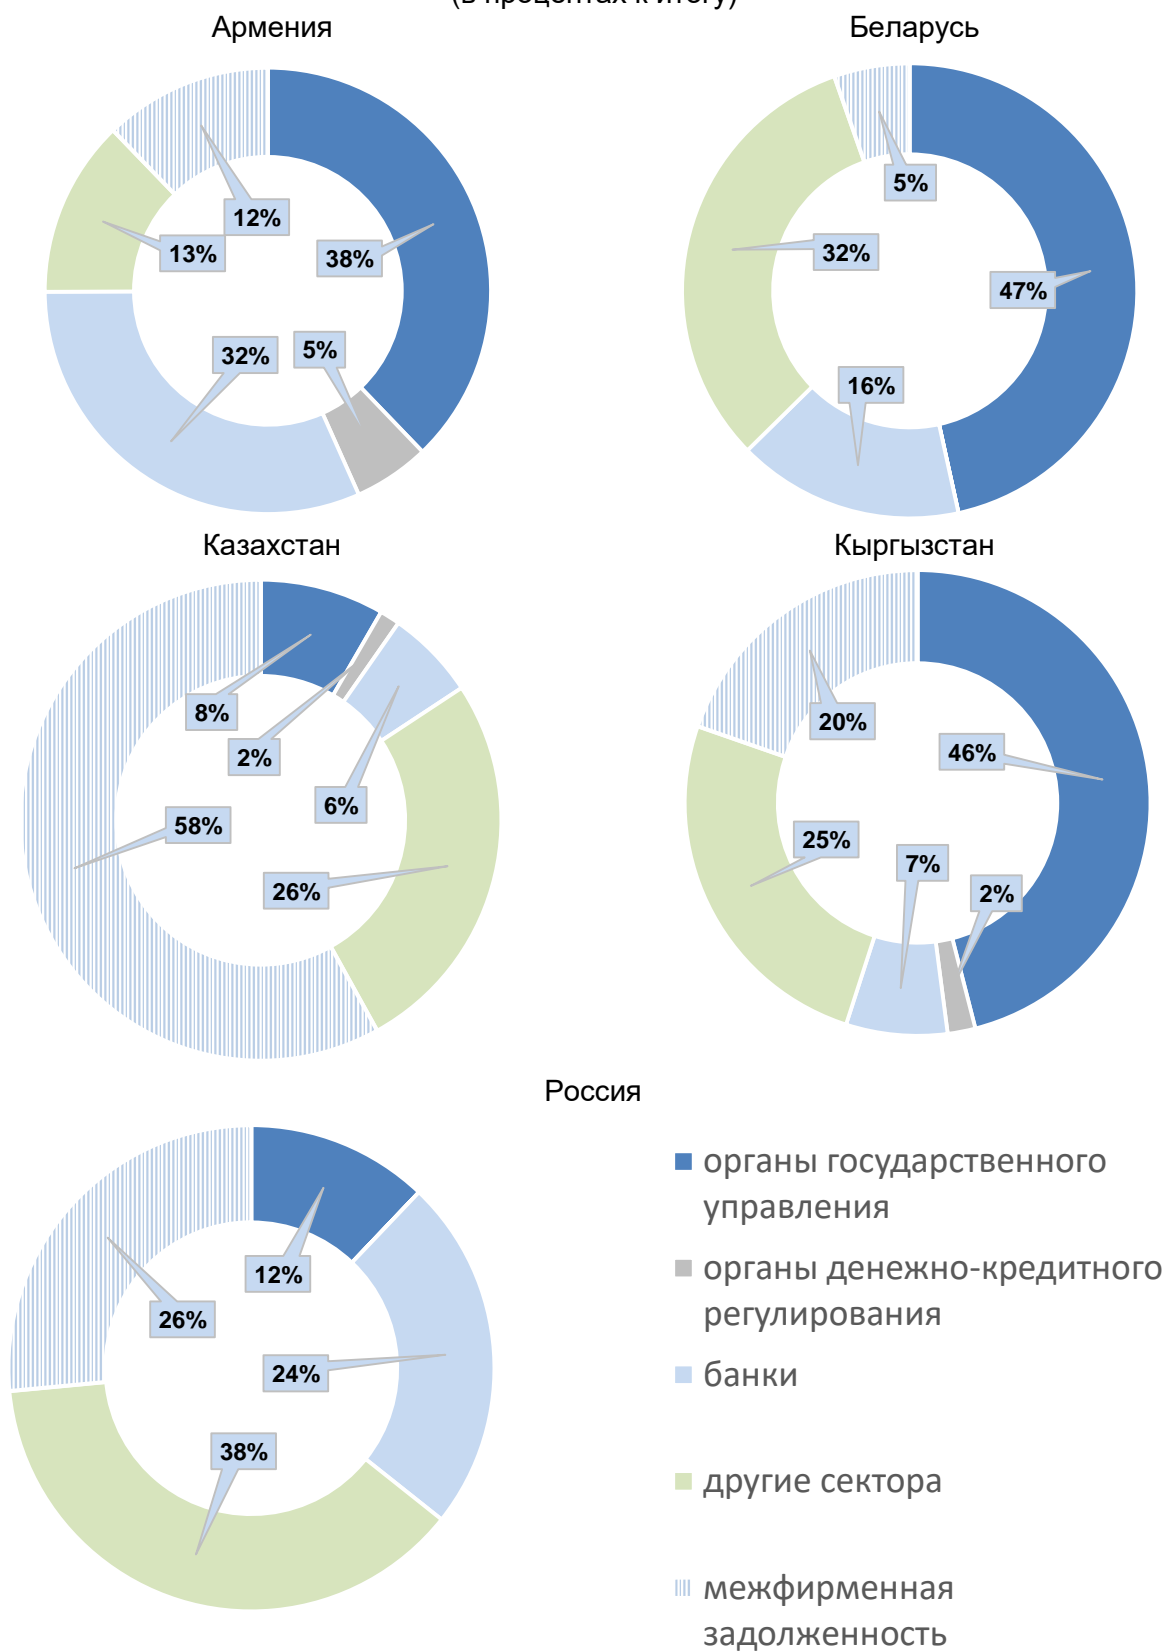 (в процентах к итогу)
Армения
12%
13%
38%
32%
5%
Беларусь
5%
32%
47%
16%
Казахстан
8%
2%
6%
58%
26%
Кыргызстан
20%
46%
25%
7%
2%
Россия
12%
26%
24%
38%
органы государственного
управления
органы денежно-кредитного
регулирования
банки
другие сектора
межфирменная
задолженность